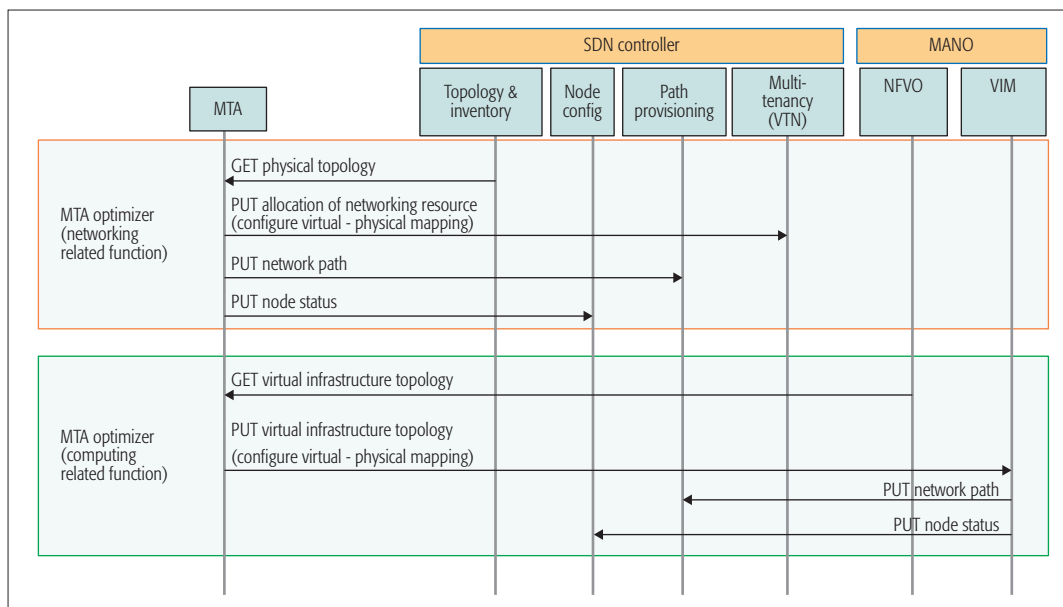 SDN controller
MANO
MTA
Topology &
inventory
Node
config
Path
provisioning
Multi-
tenancy
(VTN)
NFVO
VIM
MTA optimizer
(networking
related function)
GET physical topology
PUT allocation of networking resource
(configure virtual - physical mapping)
PUT network path
PUT node status
MTA optimizer
(computing
related function)
GET virtual infrastructure topology
PUT virtual infrastructure topology
(configure virtual - physical mapping)
PUT network path
PUT node status